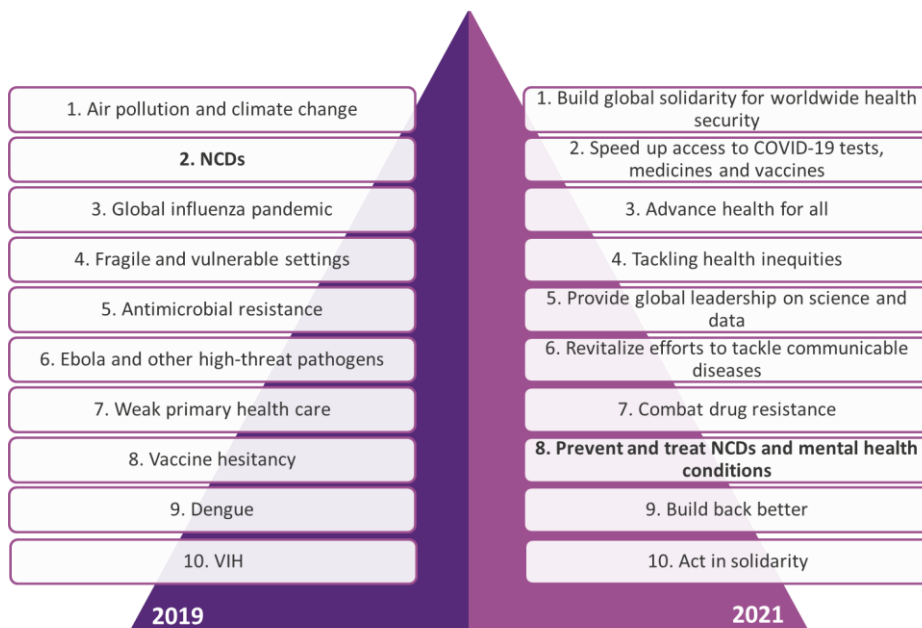 1. Air pollution and climate change
2. NCDs
3. Global influenza pandemic
4. Fragile and vulnerable settings
5. Antimicrobial resistance
6. Ebola and other high-threat pathogens
7. Weak primary health care
8. Vaccine hesitancy
9. Dengue
10. VIH
2019
1. Build global solidarity for worldwide health
security
2. Speed up access to COVID-19 tests,
medicines and vaccines
3. Advance health for all
4. Tackling health inequities
5. Provide global leadership on science and
data
6. Revitalize efforts to tackle communicable
diseases
7. Combat drug resistance
8. Prevent and treat NCDs and mental health
conditions
9. Build back better
10. Act in solidarity
2021